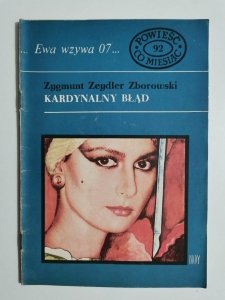 ... Ewa wzywa 07...
POWIEŚĆ
92
CO MIESIĄC
Zygmunt Zeydler Zborowski
KARDYNALNY BŁĄD